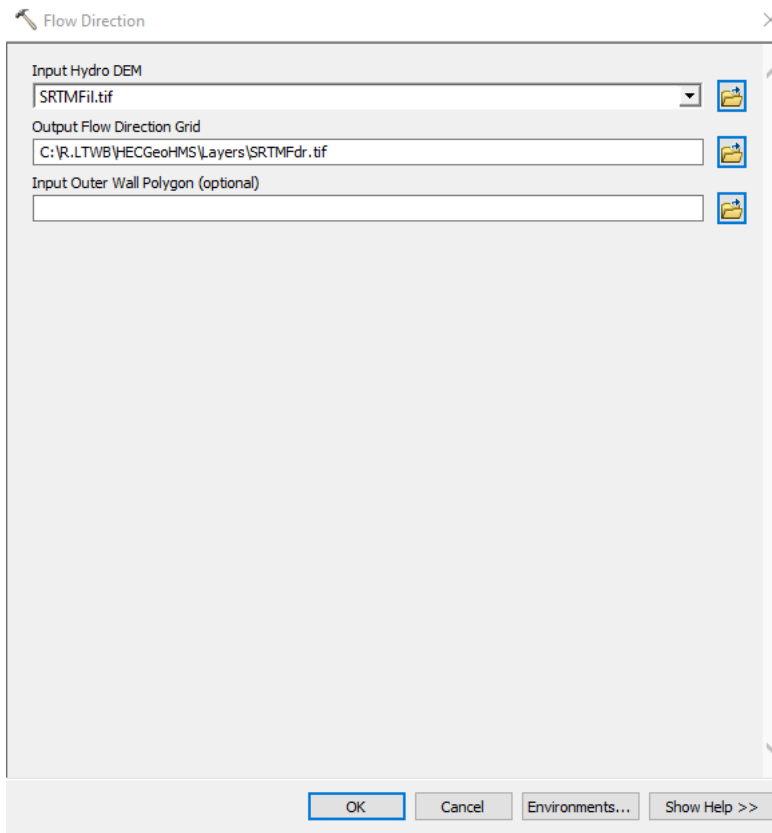 Flow Direction
Input Hydro DEM
SRTMFil.tif
Output Flow Direction Grid
C:\R.LTWB\HECGeoHMS\Layers\SRTMFdr.tif
Input Outer Wall Polygon (optional)
OK Cancel Environments... Show Help >>